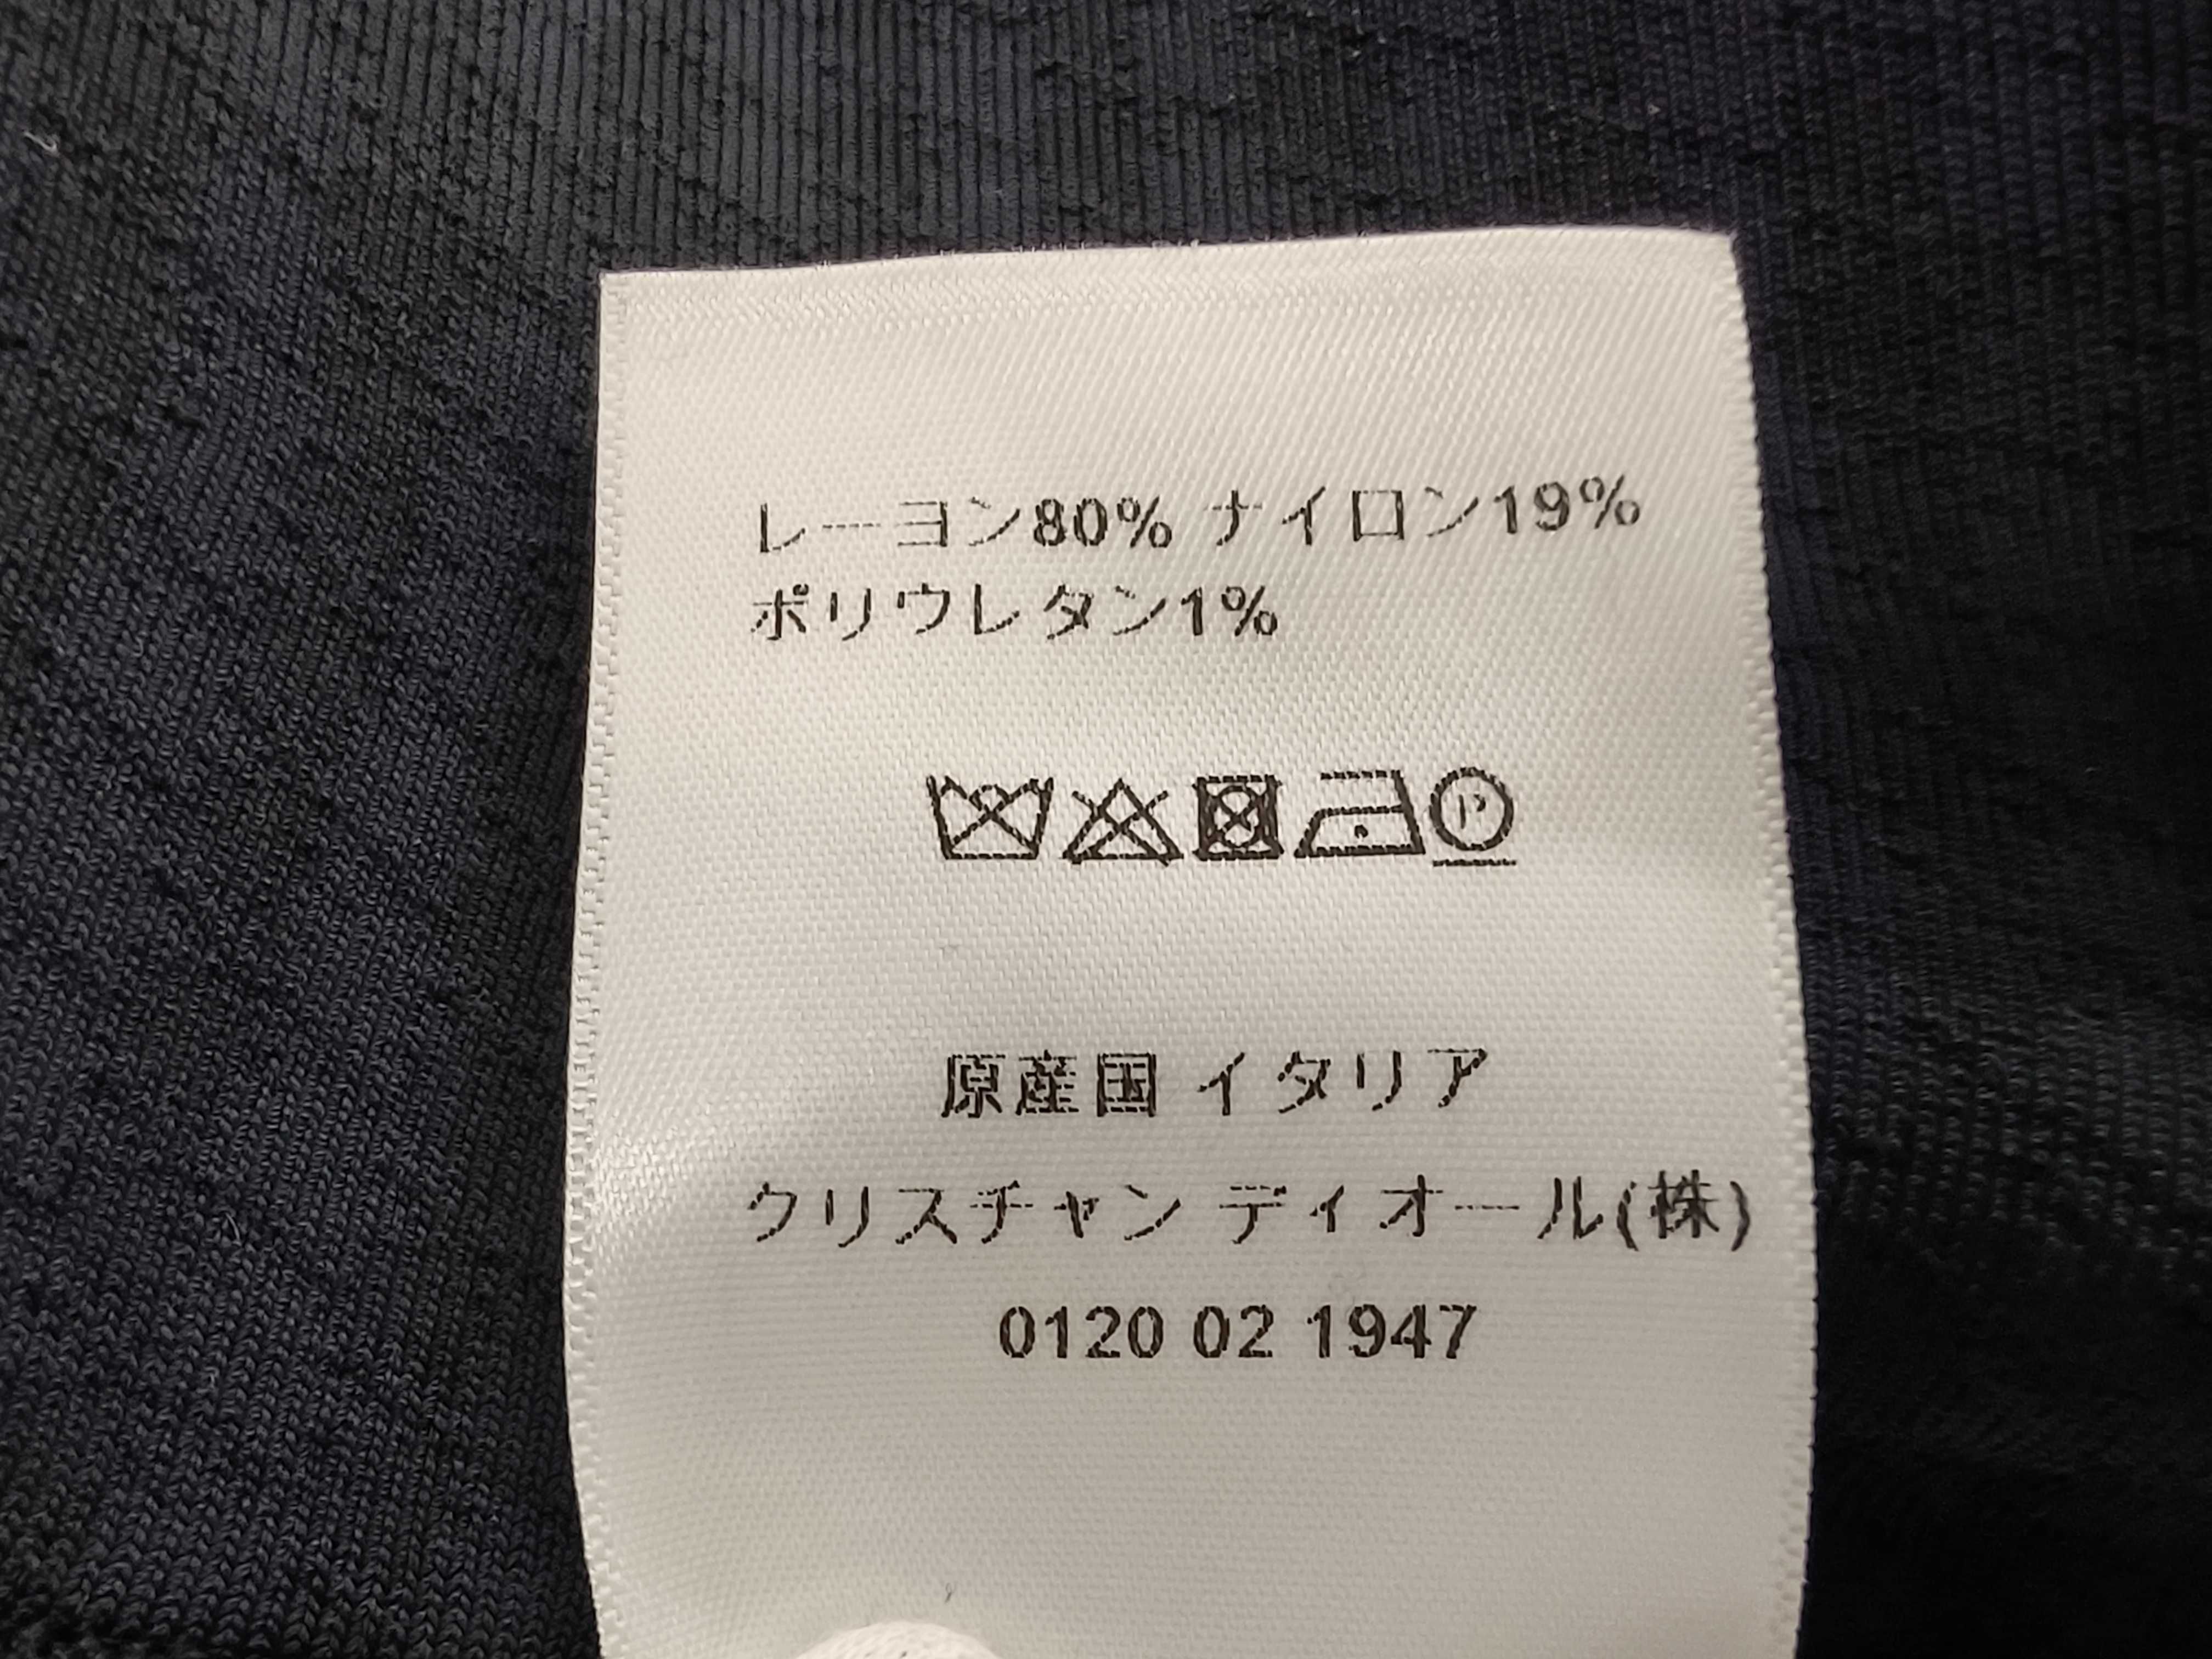 レーヨン80% ナイロン19%
ポリウレタン1%
P
原産国 イタリア
クリスチャン ディオール(株)
0120 02 1947